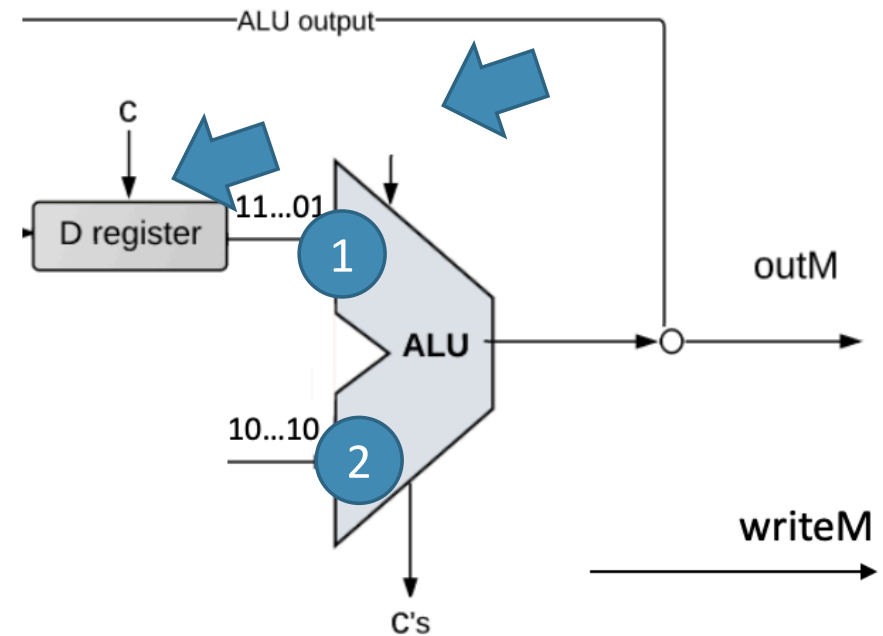 ALU output
C
D register
11...01
1
outM
ALU
10...10
2
writeM
C's